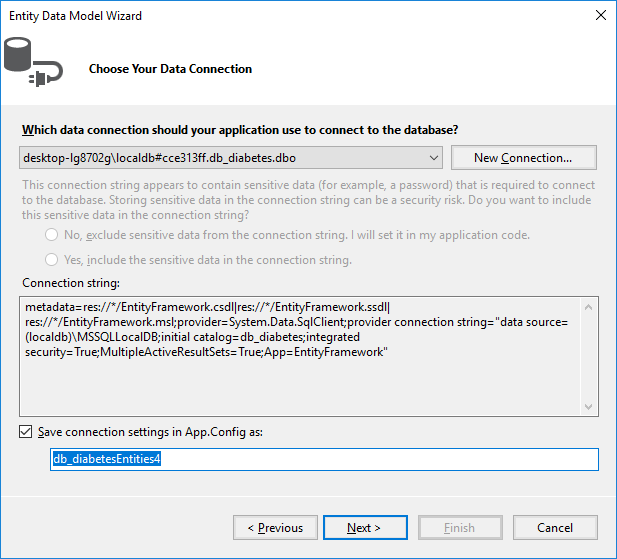 Entity Data Model Wizard
Choose Your Data Connection
Which data connection should your application use to connect to the database?
desktop-lg8702g\localdb#cce313ff.db_diabetes.dbo
New Connection...
This connection string appears to contain sensitive data (for example, a password) that is required to connect
to the database. Storing sensitive data in the connection string can be a security risk. Do you want to include
this sensitive data in the connection string?
No, exclude sensitive data from the connection string. I will set it in my application code.
Yes, include the sensitive data in the connection string.
Connection string:
metadata=res://*/EntityFramework.csdl|res://*/EntityFramework.ssdl|
res://*/EntityFramework.msl;provider=System.Data.SqlClient;provider connection string="data source=
(localdb)\MSSQLLocalDB;initial catalog=db_diabetes;integrated
security=True;MultipleActiveResultSets=True;App=EntityFramework"
Save connection settings in App.Config as:
db_diabetesEntities4
< Previous
Next >
Finish
Cancel